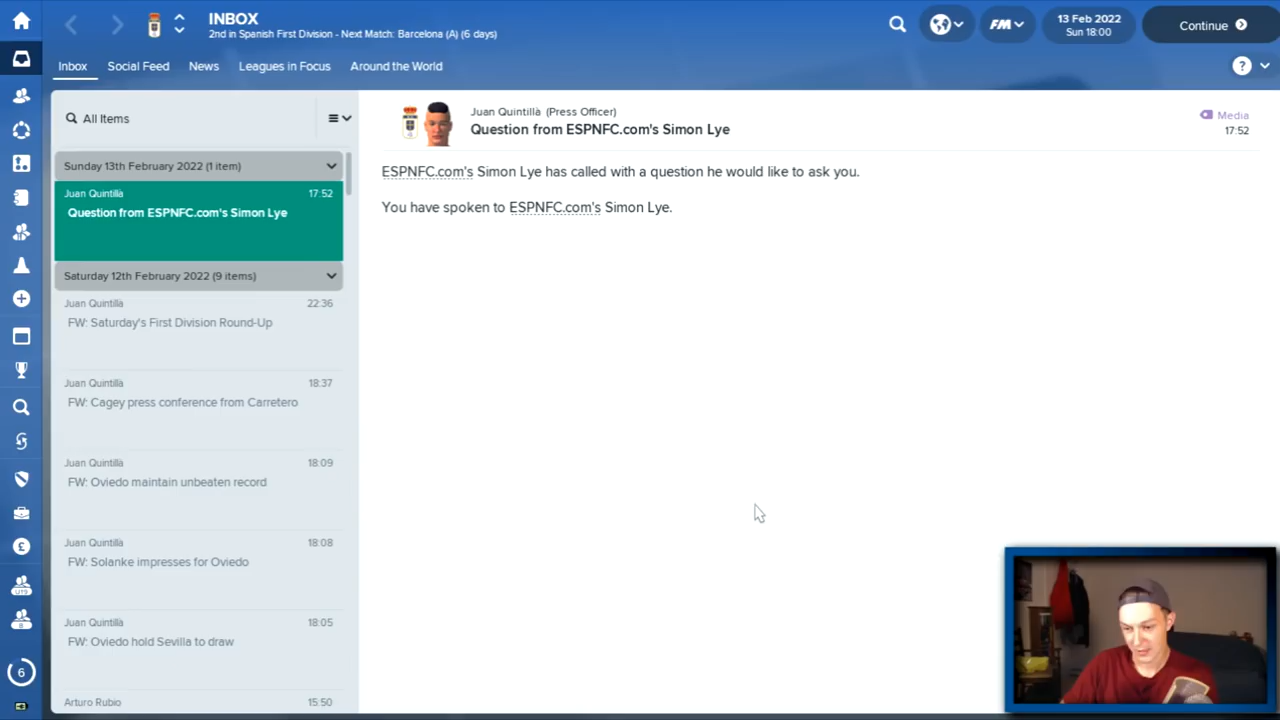 INBOX
2nd in Spanish First Division - Next Match: Barcelona (A) (6 days)
FM
13 Feb 2022
Sun 18:00
Continue
Inbox
Social Feed
News
Leagues in Focus
Around the World
?
All Items
Sunday 13th February 2022 (1 item)
Juan Quintillà
17:52
Question from ESPNFC.com's Simon Lye
Saturday 12th February 2022 (9 items)
Juan Quintillà
22:36
FW: Saturday's First Division Round-Up
Juan Quintillà
18:37
FW: Cagey press conference from Carretero
Juan Quintillà
18:09
FW: Oviedo maintain unbeaten record
Juan Quintillà
18:08
FW: Solanke impresses for Oviedo
Juan Quintillà
18:05
FW: Oviedo hold Sevilla to draw
Arturo Rubio
15:50
Juan Quintillà (Press Officer)
Question from ESPNFC.com's Simon Lye
Media
17:52
ESPNFC.com's Simon Lye has called with a question he would like to ask you.
You have spoken to ESPNFC.com's Simon Lye.
U19
B
6